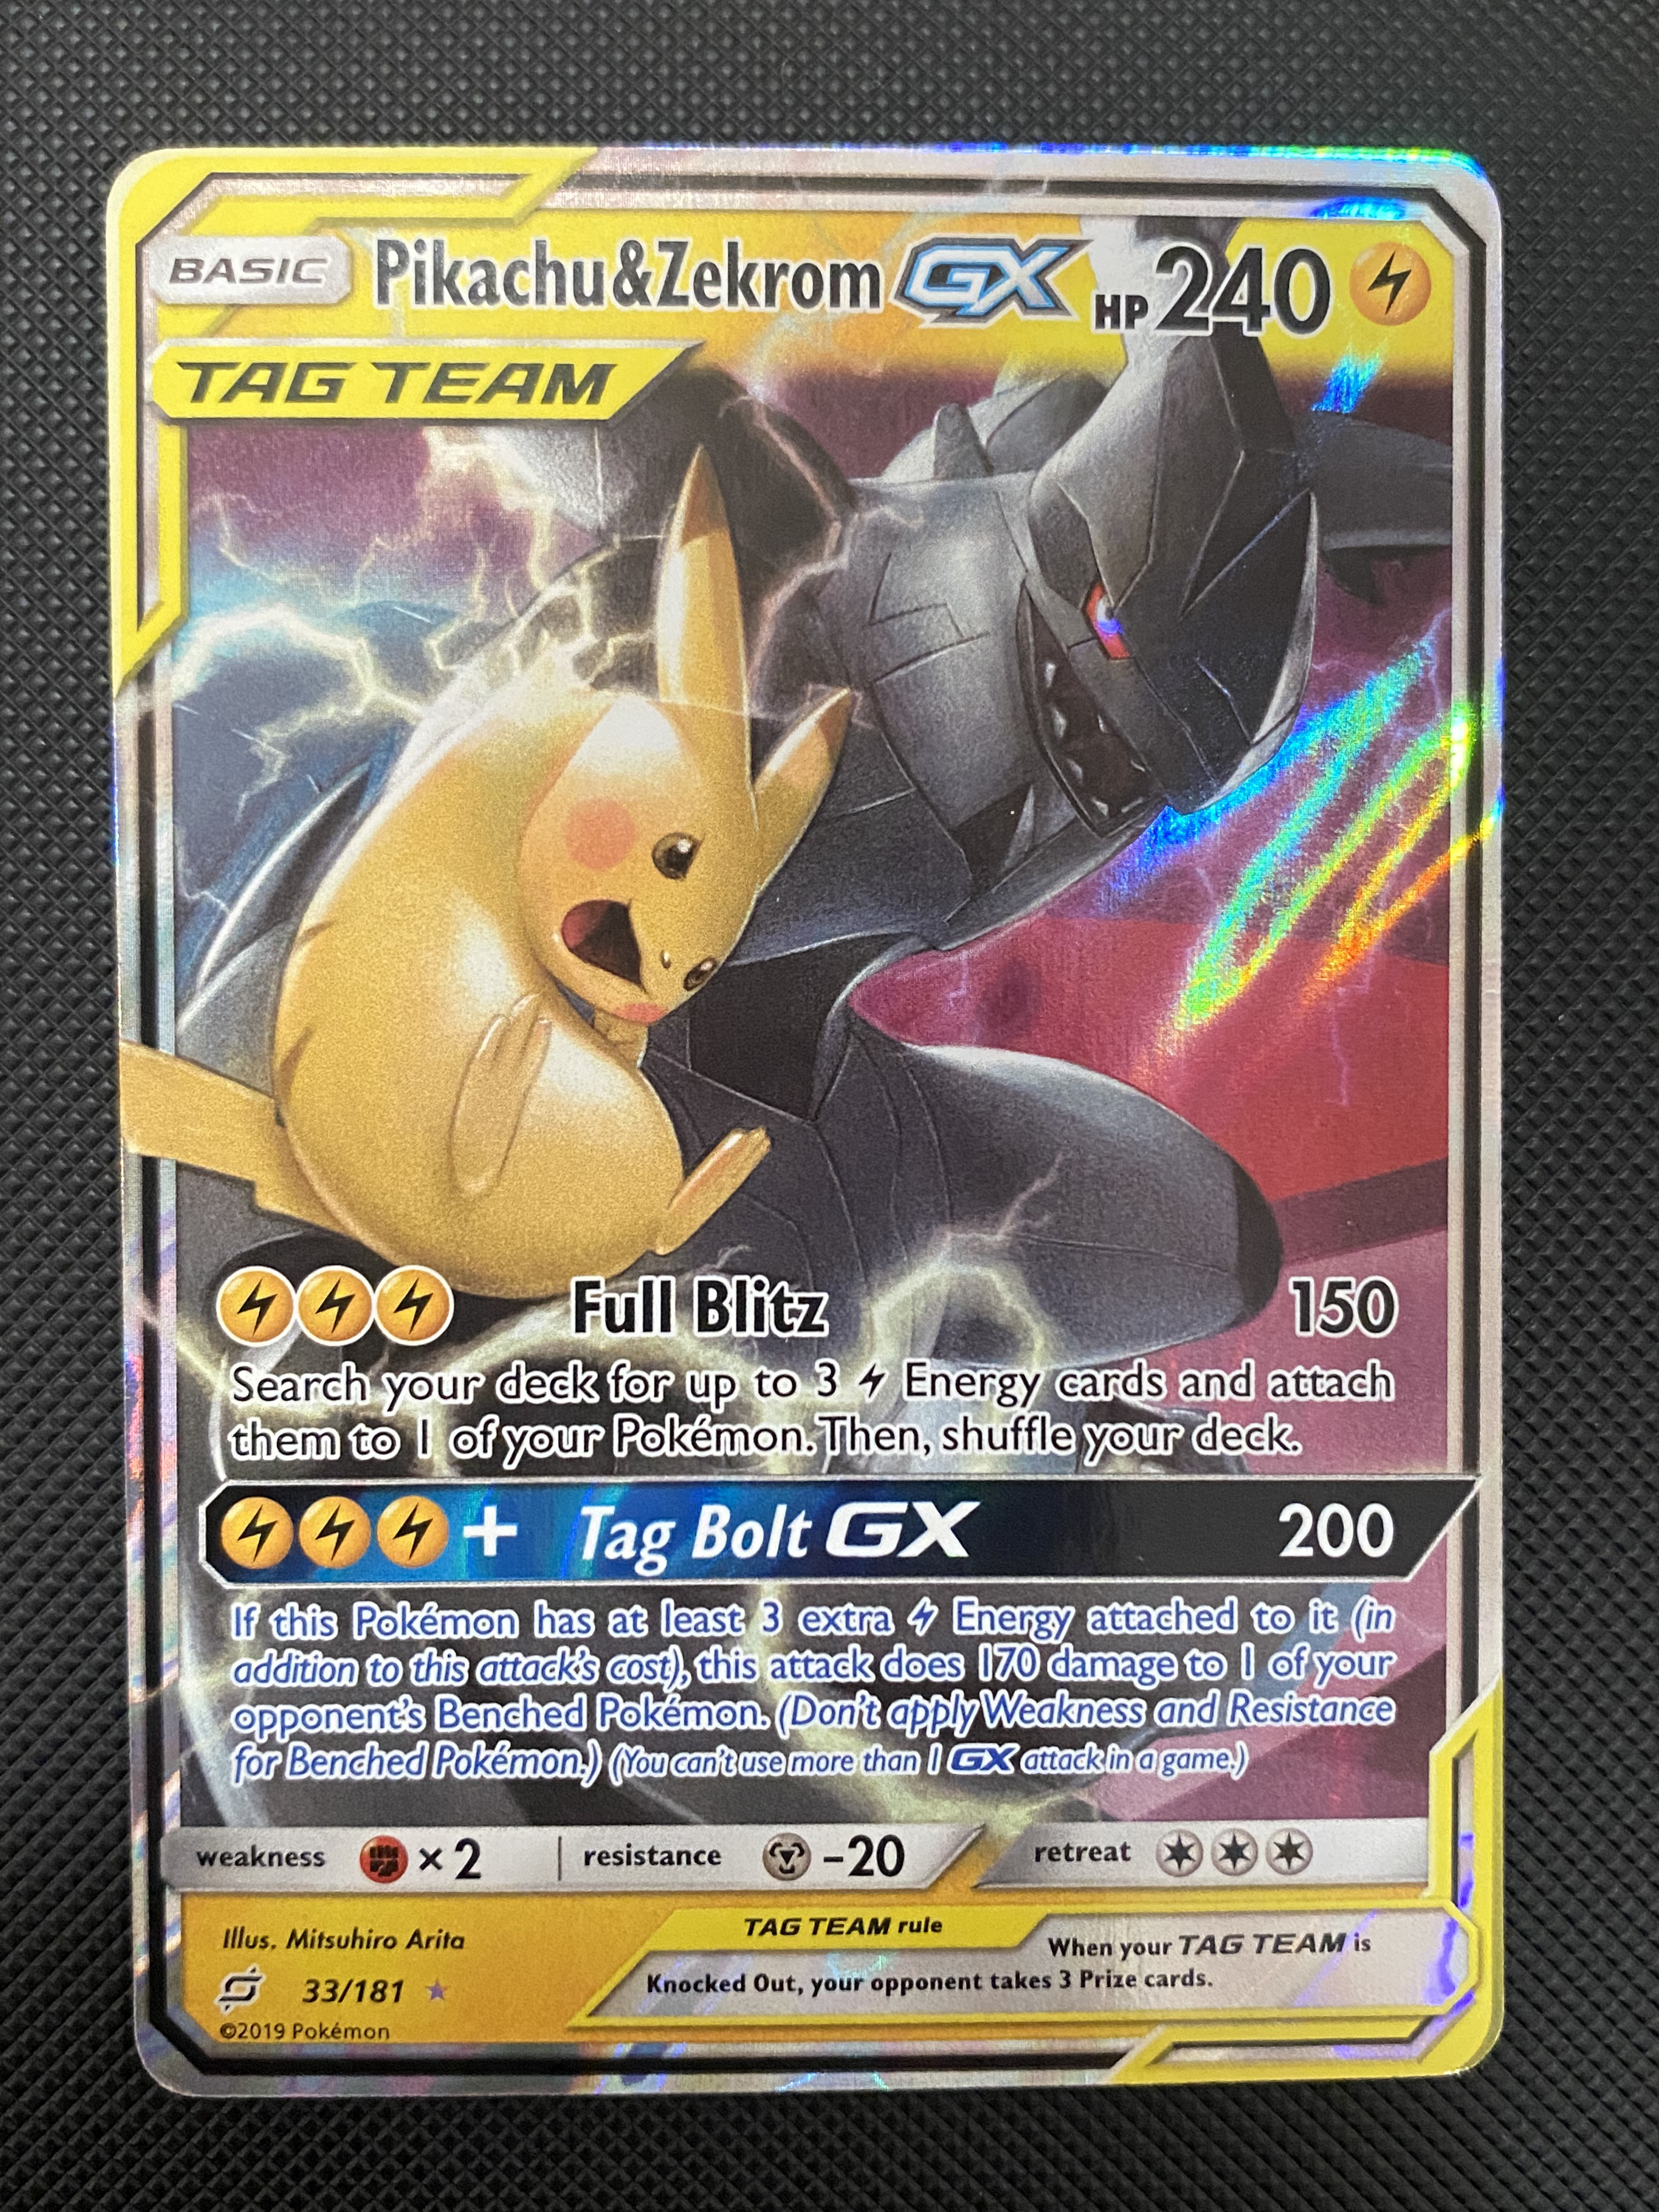 BASIC Pikachu&Zekrom GX HP 240
TAG TEAM
Full Blitz 150
Search your deck for up to 3 Energy cards and attach
them to 1 of your Pokémon. Then, shuffle your deck.
+ Tag Bolt GX 200
If this Pokémon has at least 3 extra Energy attached to it (in
addition to this attack's cost), this attack does 170 damage to 1 of your
opponent's Benched Pokémon. (Don't apply Weakness and Resistance
for Benched Pokémon.) (You can't use more than 1 GX attack in a game.)
weakness ×2 resistance -20 retreat
Illus. Mitsuhiro Arita
33/181
©2019 Pokémon
TAG TEAM rule
When your TAG TEAM is
Knocked Out, your opponent takes 3 Prize cards.